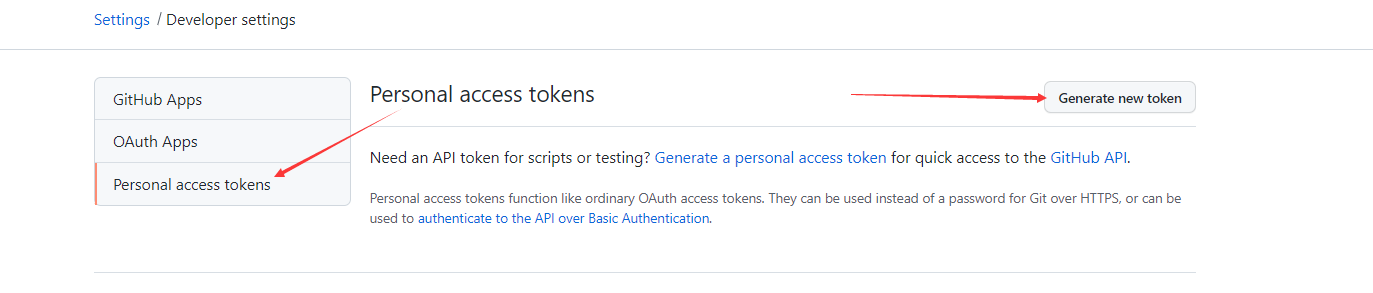 Settings / Developer settings
GitHub Apps
OAuth Apps
Personal access tokens
Personal access tokens
Generate new token
Need an API token for scripts or testing? Generate a personal access token for quick access to the GitHub API.
Personal access tokens function like ordinary OAuth access tokens. They can be used instead of a password for Git over HTTPS, or can be
used to authenticate to the API over Basic Authentication.